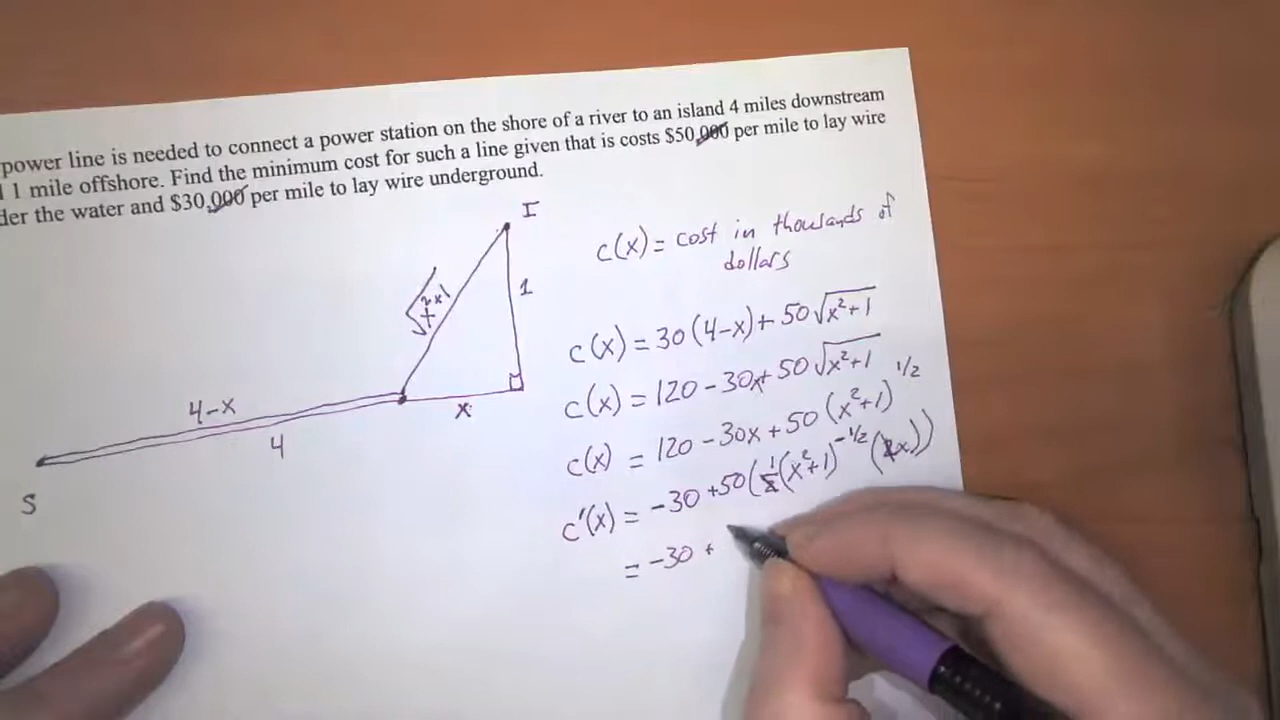 power line is needed to connect a power station on the shore of a river to an island 4 miles downstream
1 mile offshore. Find the minimum cost for such a line given that is costs $50,000 per mile to lay wire
der the water and $30,000 per mile to lay wire underground.
I
C(x) = cost in thousands of
dollars
1
√x²+1
C(x) = 30(4-x) + 50√x²+1
C(x) = 120 - 30x + 50√x²+1
4-x
x
C(x) = 120 - 30x + 50(x²+1)^1/2
4
C'(x) = -30 + 50(1/2(x²+1)^-1/2(2x))
S
= -30 +